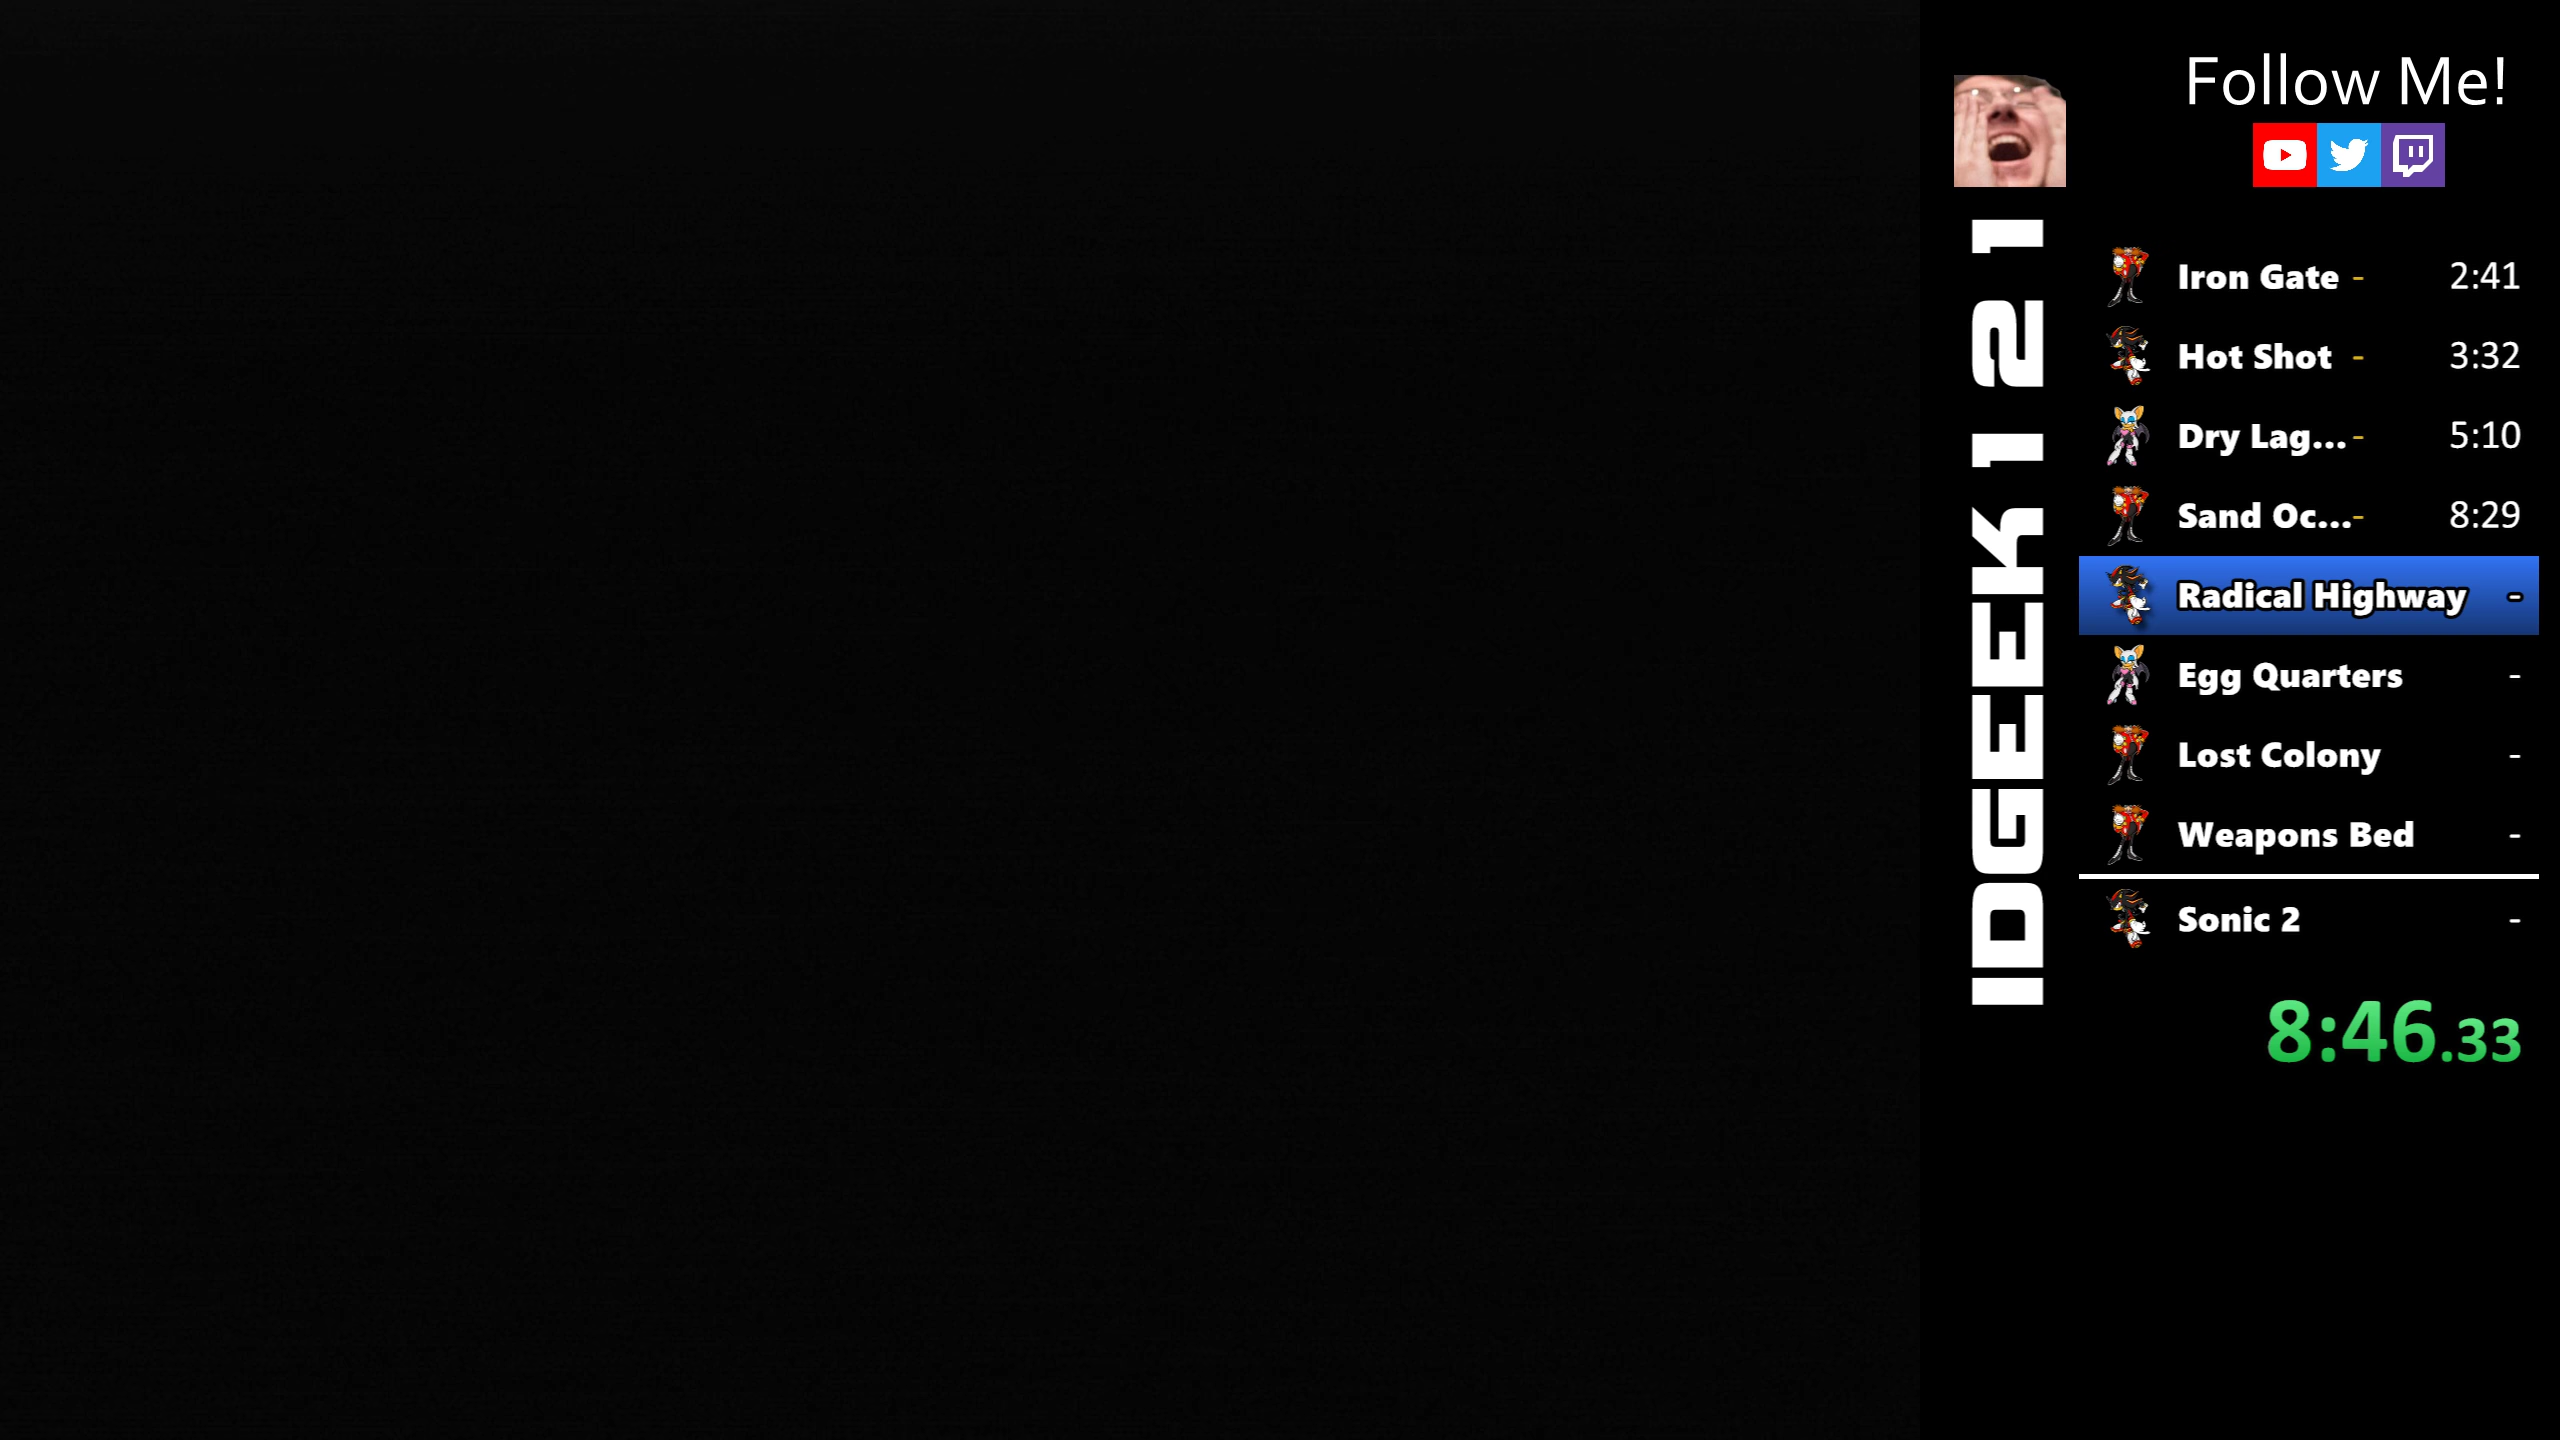 Follow Me!
IDGEEK121
Iron Gate - 2:41
Hot Shot - 3:32
Dry Lag... - 5:10
Sand Oc... - 8:29
Radical Highway -
Egg Quarters -
Lost Colony -
Weapons Bed -
Sonic 2 -
8:46.33